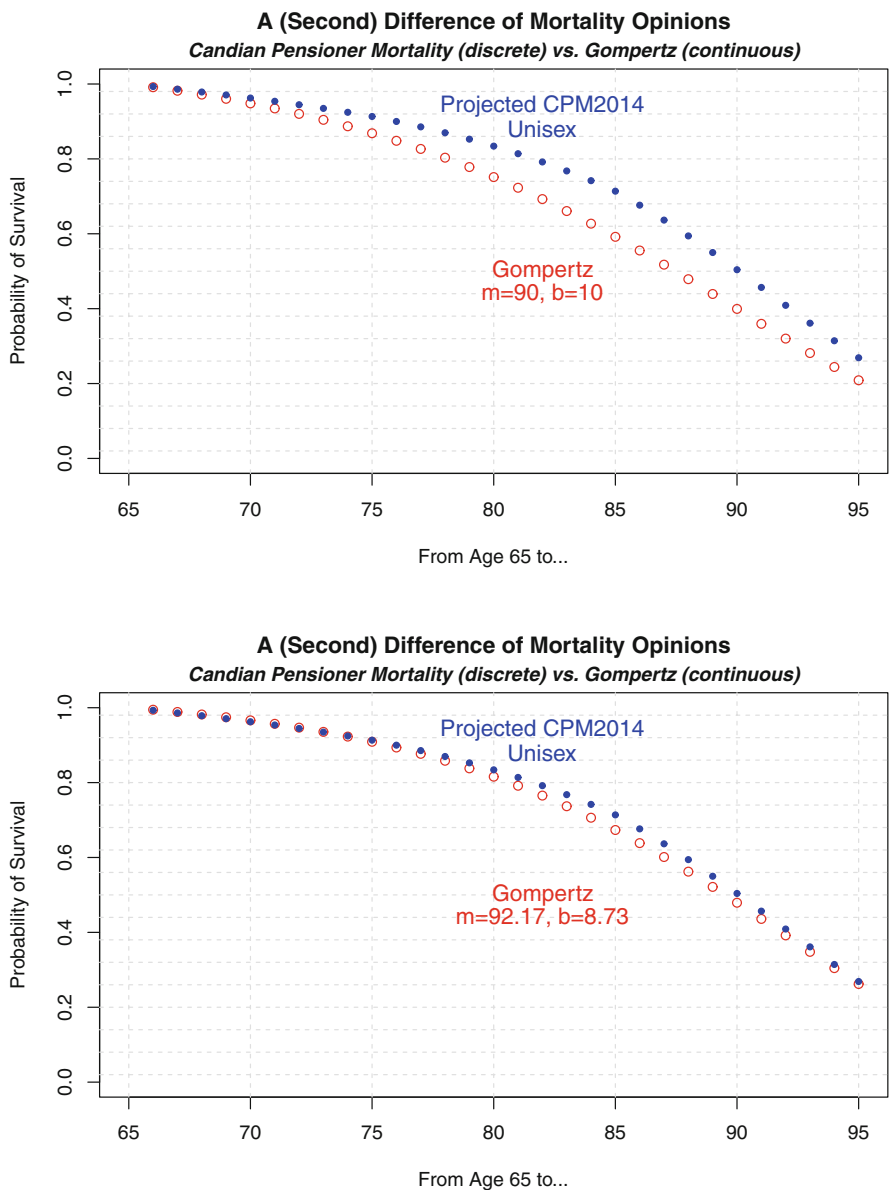 A (Second) Difference of Mortality Opinions
Candian Pensioner Mortality (discrete) vs. Gompertz (continuous)
Projected CPM2014
Unisex
Gompertz
m=90, b=10
Probability of Survival
1.0
0.8
0.6
0.4
0.2
0.0
65 70 75 80 85 90 95
From Age 65 to...
A (Second) Difference of Mortality Opinions
Candian Pensioner Mortality (discrete) vs. Gompertz (continuous)
Projected CPM2014
Unisex
Gompertz
m=92.17, b=8.73
Probability of Survival
1.0
0.8
0.6
0.4
0.2
0.0
65 70 75 80 85 90 95
From Age 65 to...